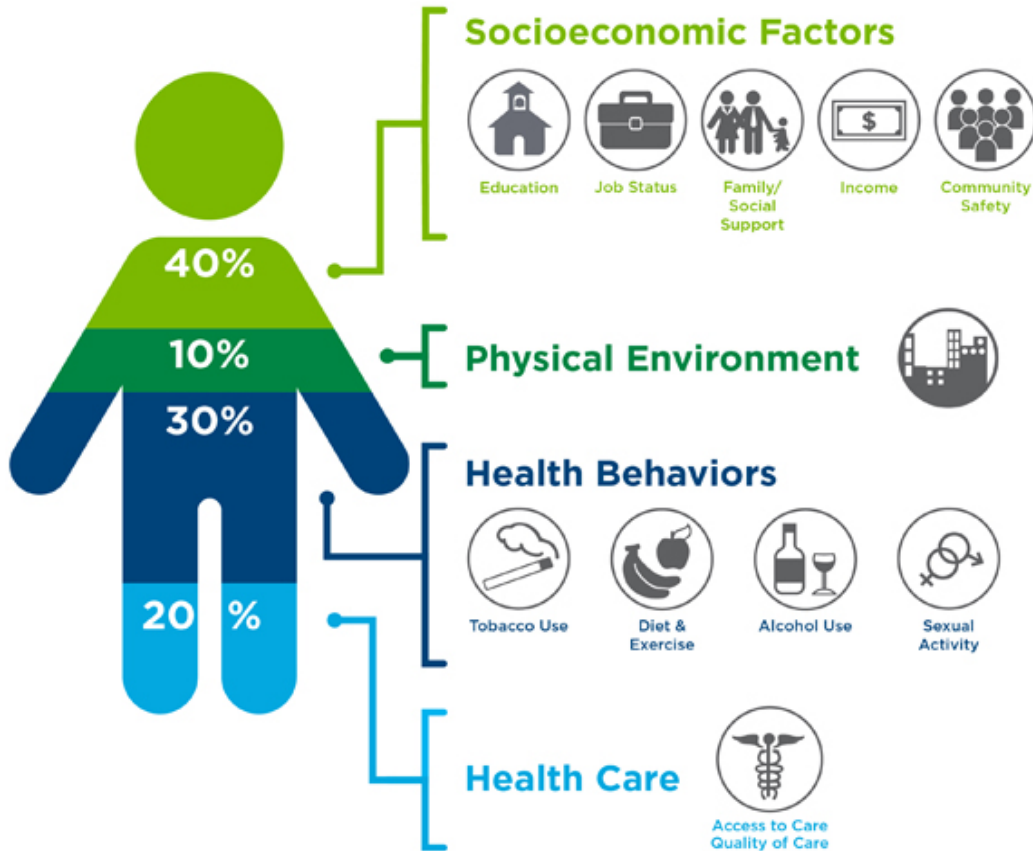 Socioeconomic Factors
$
Education
Job Status
Family/
Social
Support
Income
Community
Safety
40%
10%
Physical Environment
30%
Health Behaviors
Tobacco Use
Diet &
Exercise
Alcohol Use
Sexual
Activity
20 %
Health Care
Access to Care
Quality of Care